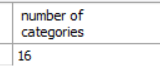 number of
categories
16